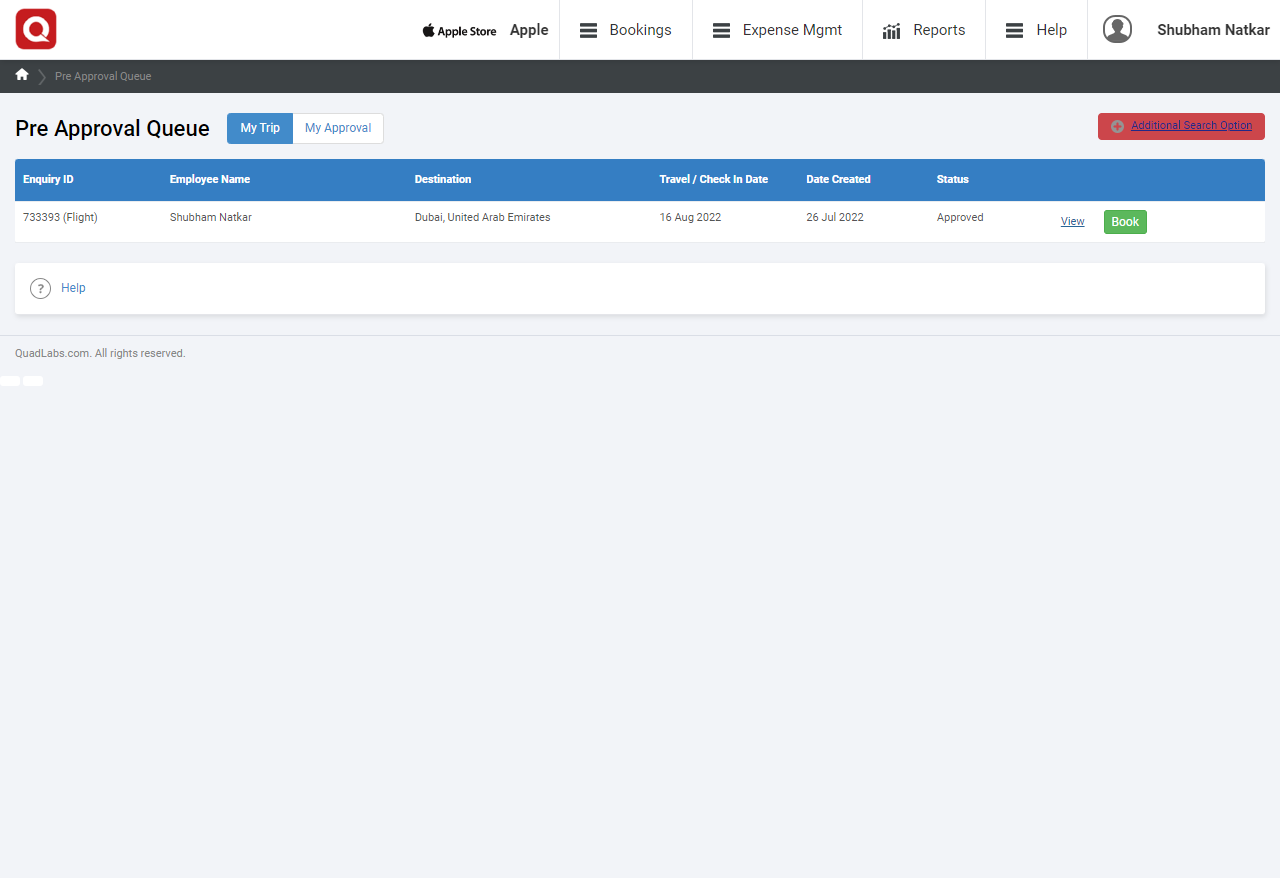 Apple Store Apple Bookings Expense Mgmt Reports Help Shubham Natkar
Pre Approval Queue
Pre Approval Queue My Trip My Approval Additional Search Option
Enquiry ID Employee Name Destination Travel / Check In Date Date Created Status
733393 (Flight) Shubham Natkar Dubai, United Arab Emirates 16 Aug 2022 26 Jul 2022 Approved View Book
? Help
QuadLabs.com. All rights reserved.